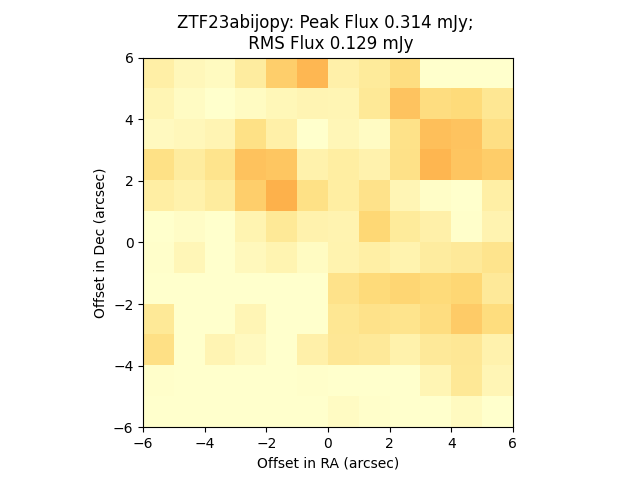 ZTF23abijopy: Peak Flux 0.314 mJy;
RMS Flux 0.129 mJy
6
4
2
0
−2
−4
−6
Offset in Dec (arcsec)
−6 −4 −2 0 2 4 6
Offset in RA (arcsec)